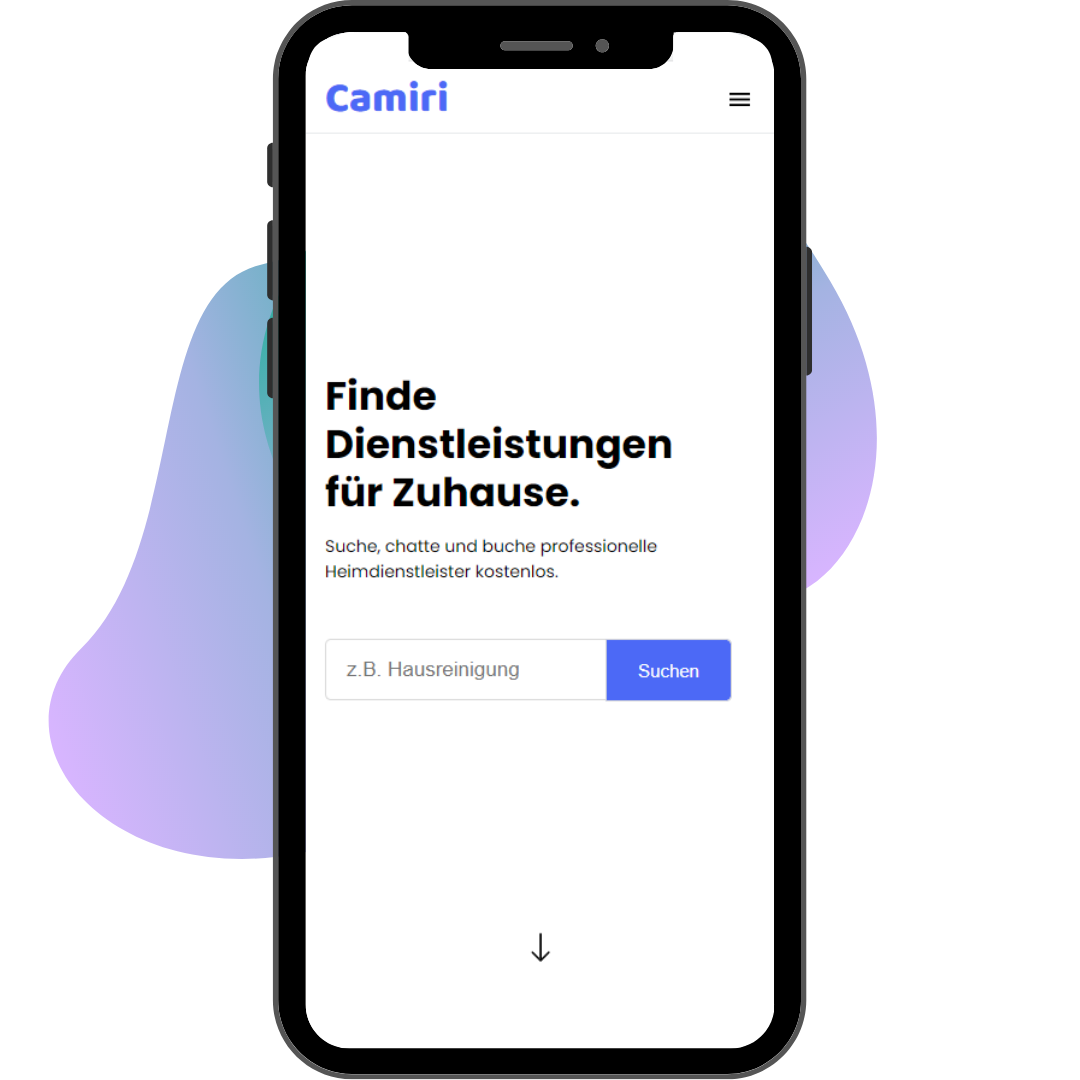 Camiri
Finde
Dienstleistungen
für Zuhause.
Suche, chatte und buche professionelle
Heimdienstleister kostenlos.
z.B. Hausreinigung Suchen